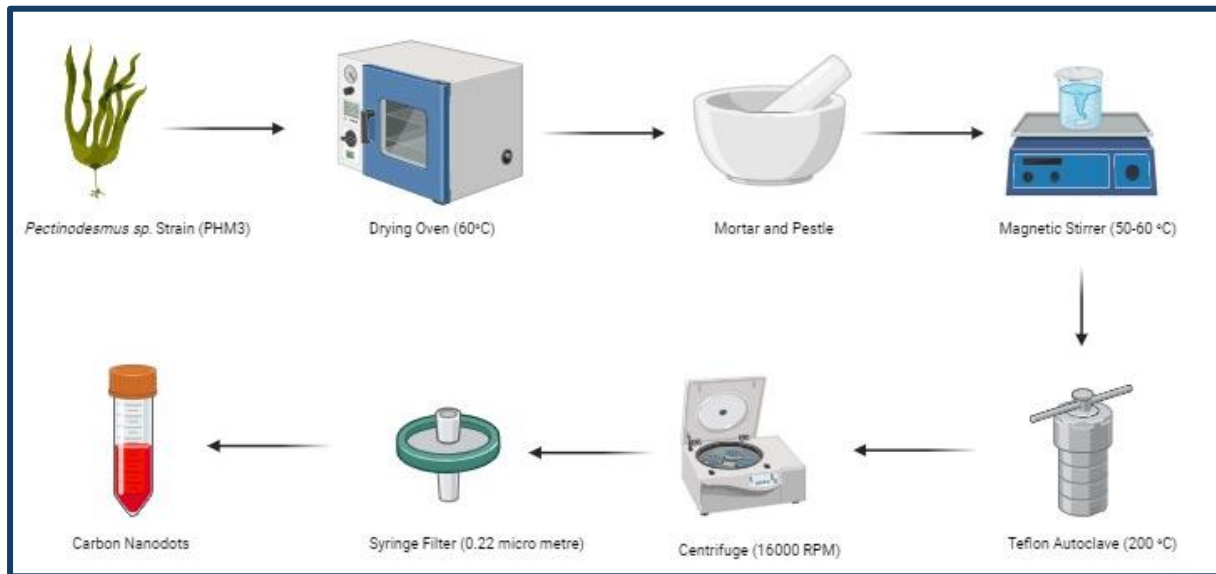 Pectinodesmus sp. Strain (PHM3)
Drying Oven (60°C)
Mortar and Pestle
Magnetic Stirrer (50-60 °C)
Teflon Autoclave (200 °C)
Centrifuge (16000 RPM)
Syringe Filter (0.22 micro metre)
Carbon Nanodots